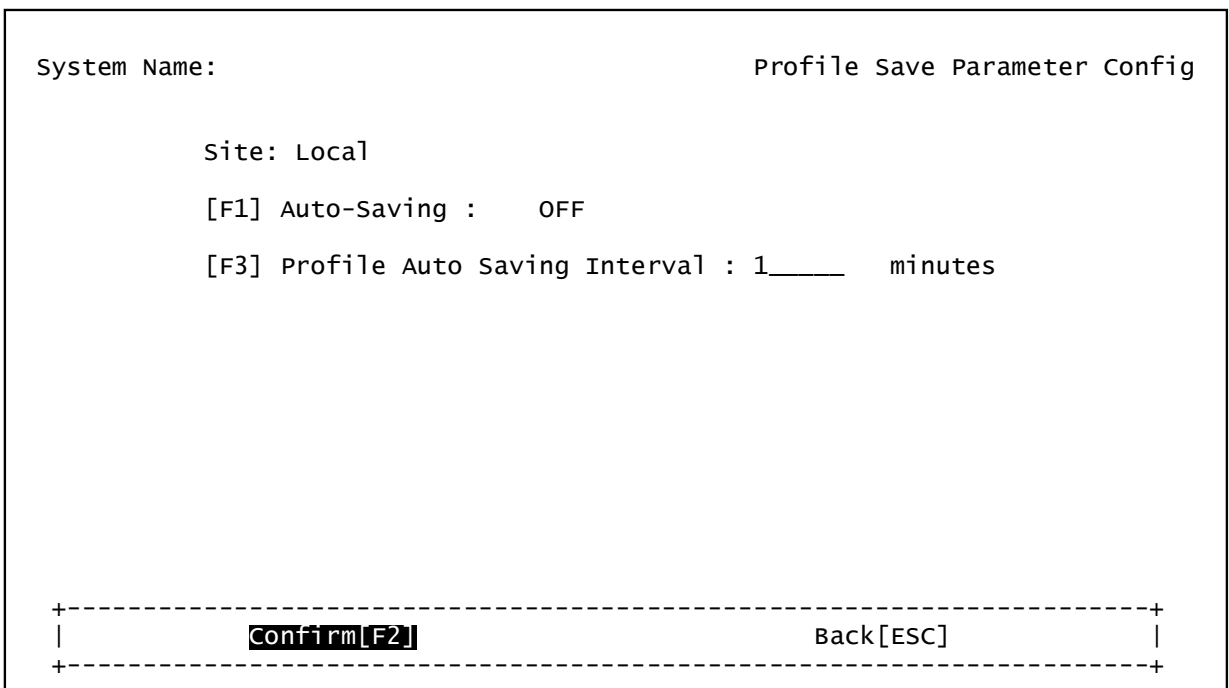 System Name: Profile Save Parameter Config
Site: Local
[F1] Auto-Saving : OFF
[F3] Profile Auto Saving Interval : 1_____ minutes
+-----------------------------------------------------------------------+
| Confirm[F2] Back[ESC] |
+-----------------------------------------------------------------------+